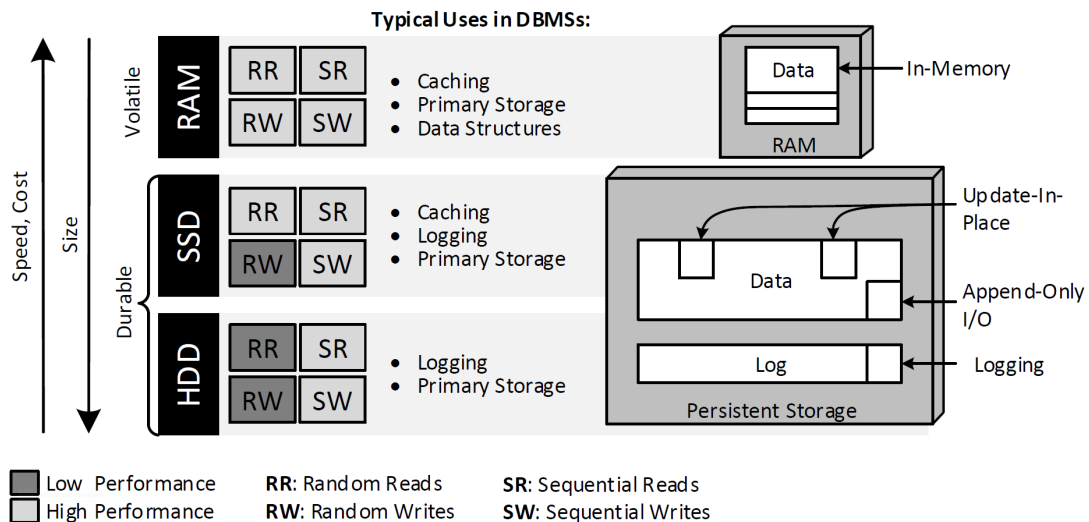 Typical Uses in DBMSs:
Speed, Cost
Size
Volatile
Durable
RAM
RR
SR
RW
SW
• Caching
• Primary Storage
• Data Structures
Data
In-Memory
RAM
SSD
RR
SR
RW
SW
• Caching
• Logging
• Primary Storage
HDD
RR
SR
RW
SW
• Logging
• Primary Storage
Update-In-
Place
Data
Append-Only
I/O
Log
Logging
Persistent Storage
Low Performance
RR: Random Reads
SR: Sequential Reads
High Performance
RW: Random Writes
SW: Sequential Writes